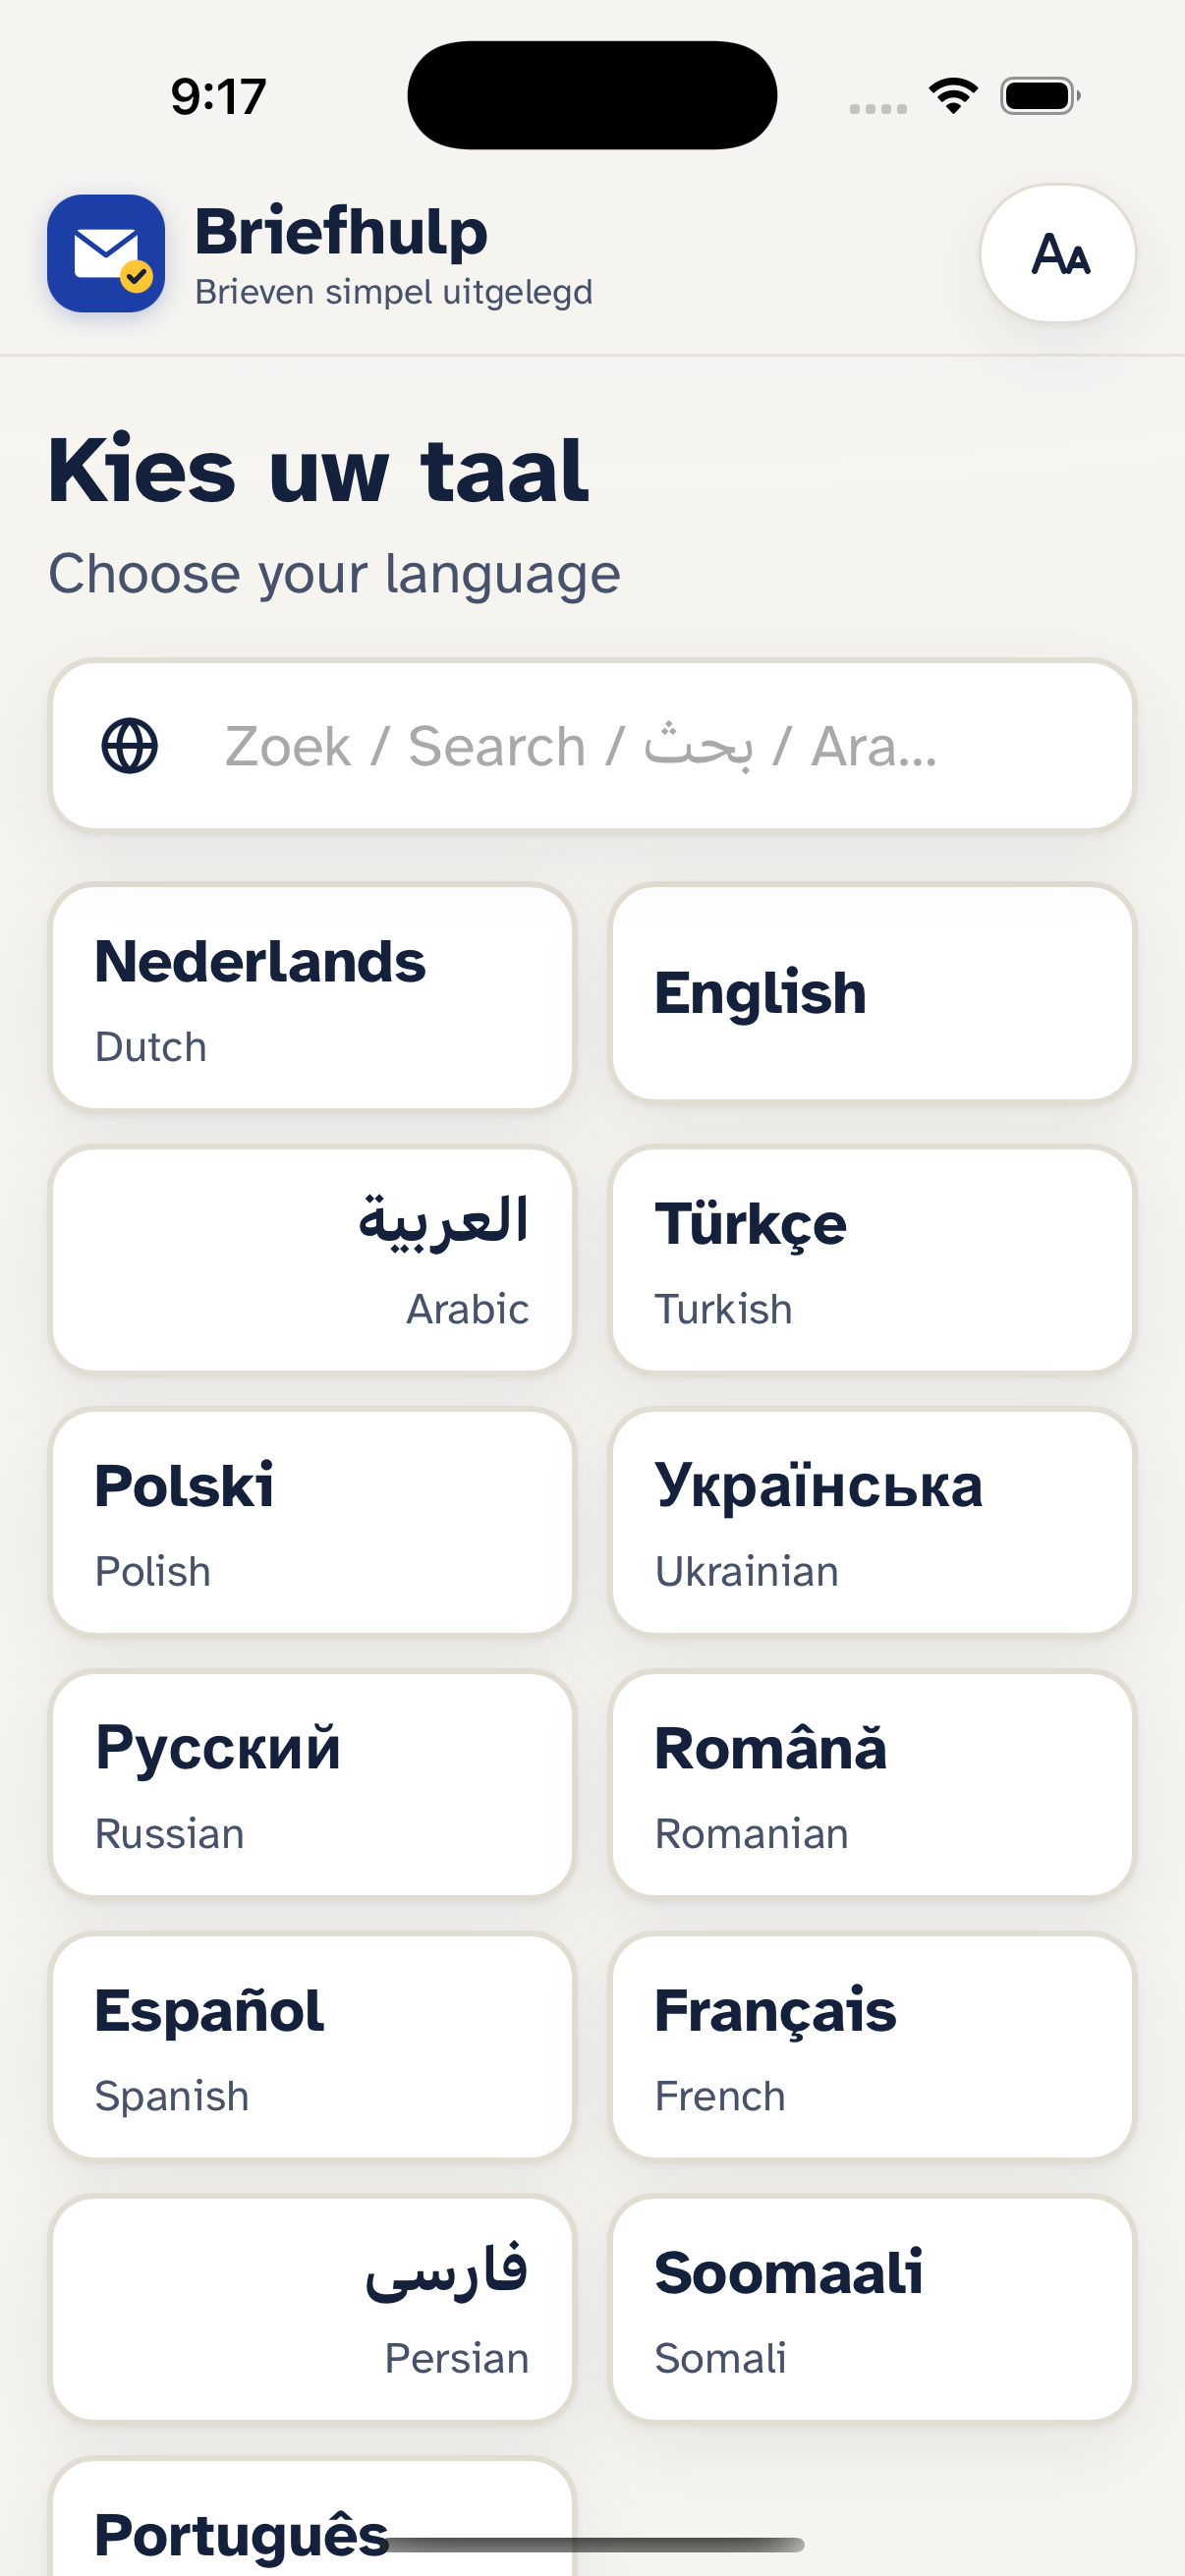 9:17
Briefhulp
Brieven simpel uitgelegd
AA
Kies uw taal
Choose your language
Zoek / Search / بحث / Ara...
Nederlands
Dutch
English
العربية
Arabic
Türkçe
Turkish
Polski
Polish
Українська
Ukrainian
Русский
Russian
Română
Romanian
Español
Spanish
Français
French
فارسی
Persian
Soomaali
Somali
Português